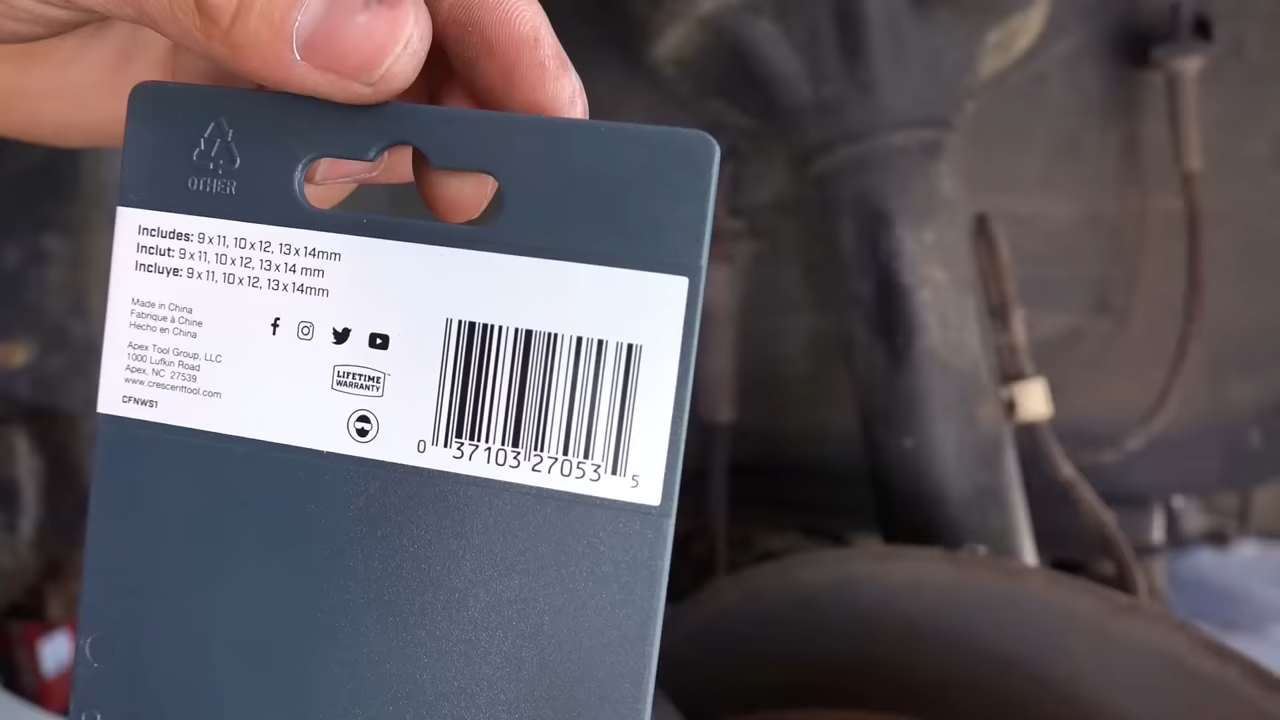 OTHER
Includes: 9 x 11, 10 x 12, 13 x 14mm
Inclut: 9 x 11, 10 x 12, 13 x 14 mm
Incluye: 9 x 11, 10 x 12, 13 x 14mm
Made in China
Fabrique à Chine
Hecho en China
Apex Tool Group, LLC
1000 Lufkin Road
Apex, NC 27539
www.crescenttool.com
CFNWS1
LIFETIME
WARRANTY™
0 37103 27053 5